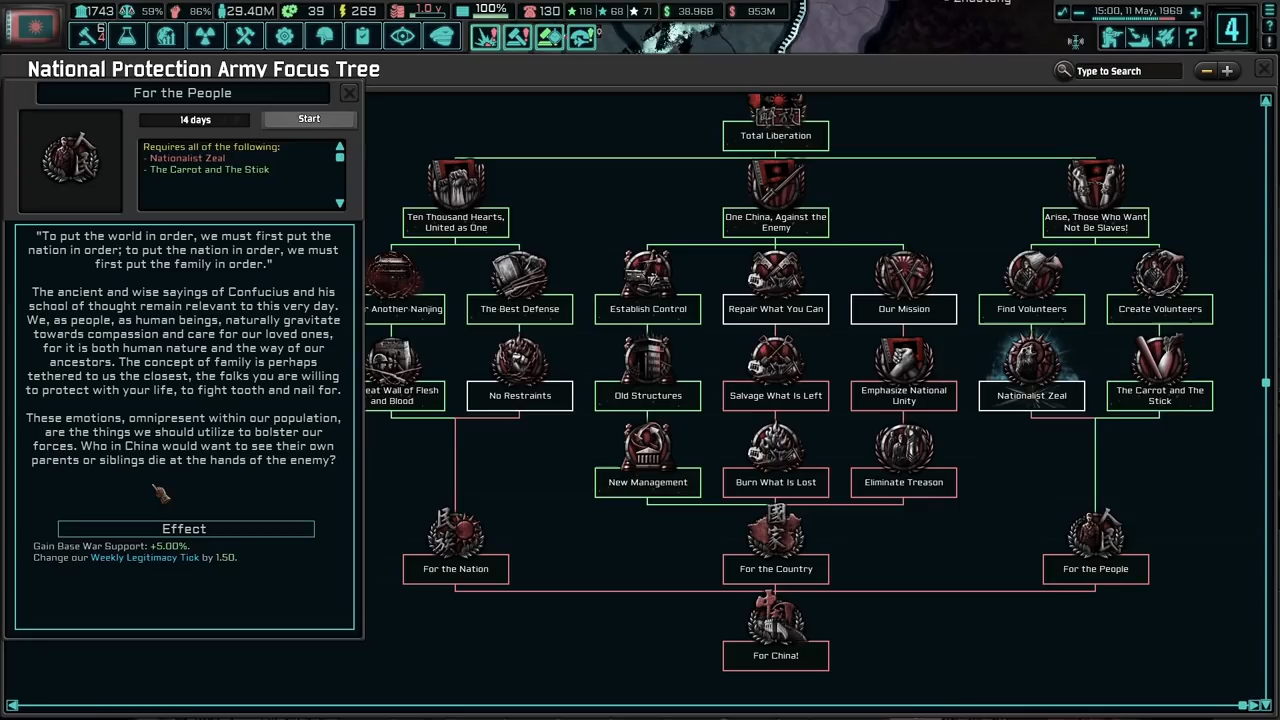 1743
59%
86%
29.40M
39
269
1.0 v
100%
130
118
68
71
38.96B
953M
15:00, 11 May, 1969
4
National Protection Army Focus Tree
Type to Search
For the People
14 days
Start
Requires all of the following:
- Nationalist Zeal
- The Carrot and The Stick
"To put the world in order, we must first put the
nation in order; to put the nation in order, we must
first put the family in order."
The ancient and wise sayings of Confucius and his
school of thought remain relevant to this very day.
We, as people, as human beings, naturally gravitate
towards compassion and care for our loved ones,
for it is both human nature and the way of our
ancestors. The concept of family is perhaps
tethered to us the closest, the folks you are willing
to protect with your life, to fight tooth and nail for.
These emotions, omnipresent within our population,
are the things we should utilize to bolster our
forces. Who in China would want to see their own
parents or siblings die at the hands of the enemy?
Effect
Gain Base War Support: +5.00%.
Change our Weekly Legitimacy Tick by 1.50.
Total Liberation
Ten Thousand Hearts,
United as One
One China, Against the
Enemy
Arise, Those Who Want
Not Be Slaves!
Another Nanjing
The Best Defense
Establish Control
Repair What You Can
Our Mission
Find Volunteers
Create Volunteers
Wall of Flesh
and Blood
No Restraints
Old Structures
Salvage What Is Left
Emphasize National
Unity
Nationalist Zeal
The Carrot and The
Stick
New Management
Burn What Is Lost
Eliminate Treason
民
族
國
家
人
民
For the Nation
For the Country
For the People
中
For China!